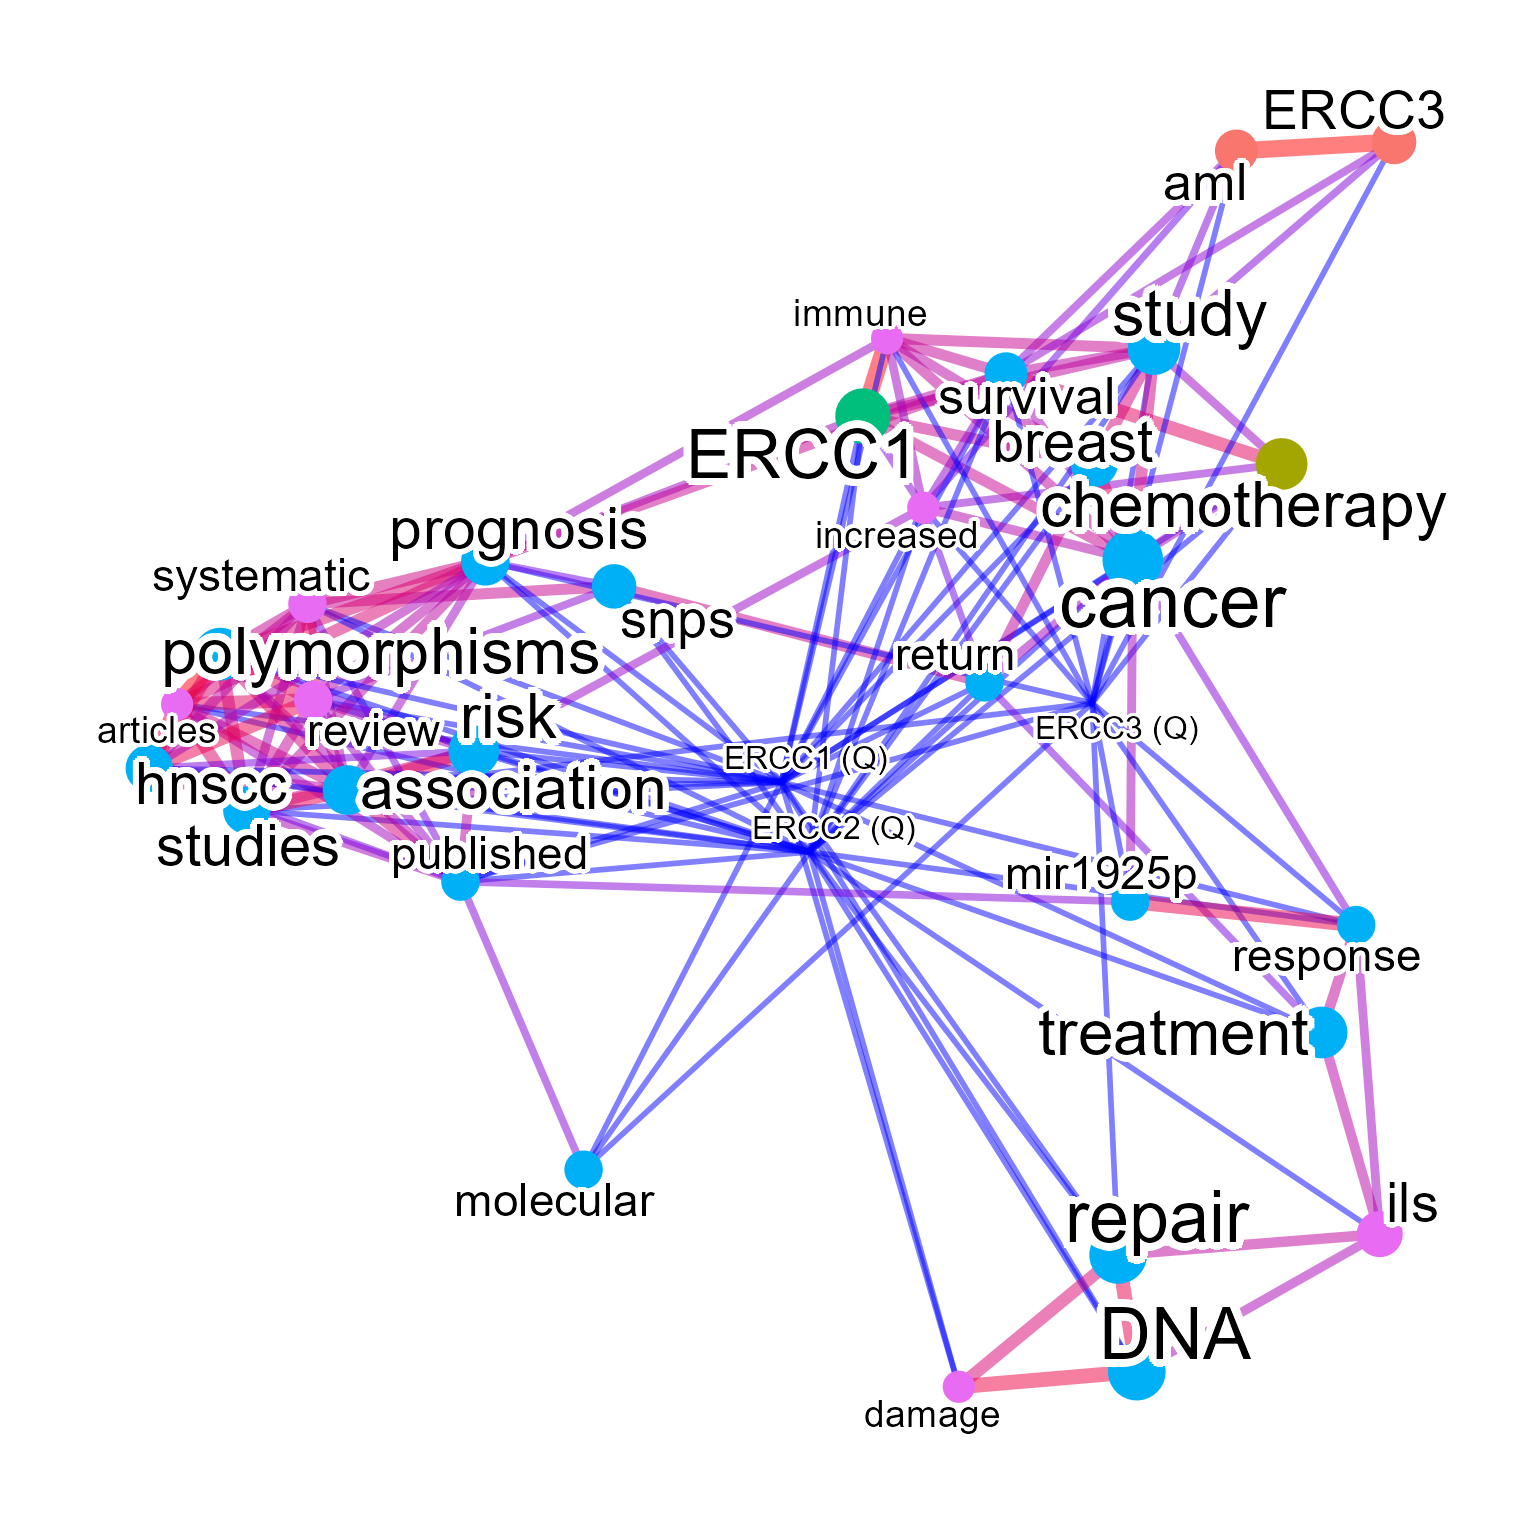 ERCC3
aml
study
immune
survival
breast
ERCC1
chemotherapy
prognosis
increased
systematic
cancer
snps
polymorphisms
return
risk
articles
review
ERCC3 (Q)
ERCC1 (Q)
hnscc
association
ERCC2 (Q)
studies
published
mir1925p
response
treatment
molecular
ils
repair
DNA
damage